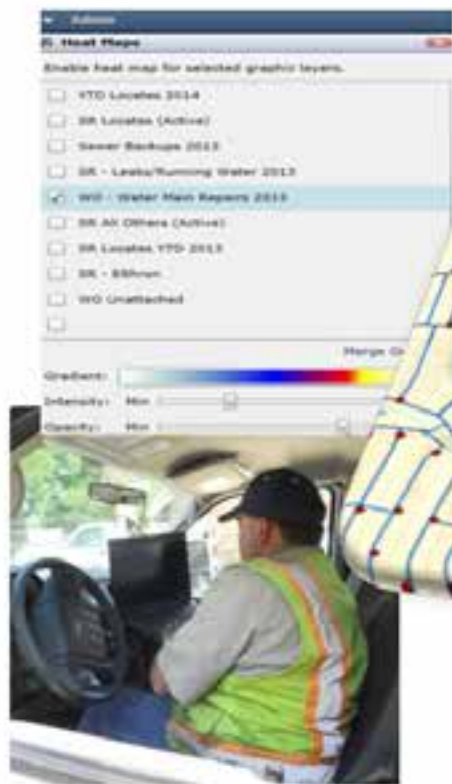 Admin
Heat Maps
Enable heat map for selected graphic layers.
YTD Locates 2014
SR Locates (Active)
Sewer Backups 2013
SR - Leaks/Running Water 2013
WO - Water Main Repairs 2013
SR All Others (Active)
SR Locates YTD 2013
SR -
WO Unattached
Merge
Gradient:
Intensity: Min
Opacity: Min